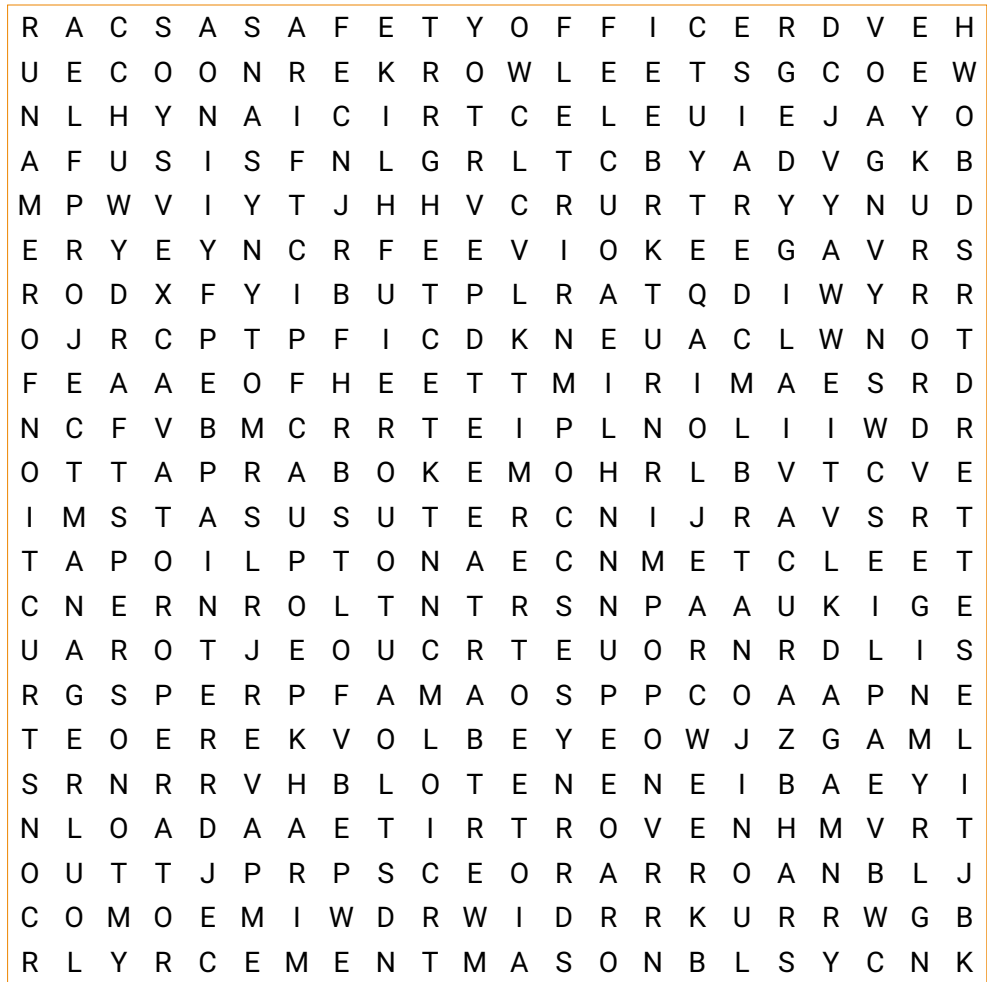 R A C S A S A F E T Y O F F I C E R D V E H
U E C O O N R E K R O W L E E T S G C O E W
N L H Y N A I C I R T C E L E U I E J A Y O
A F U S I S F N L G R L T C B Y A D V G K B
M P W V I Y T J H H V C R U R T R Y Y N U D
E R Y E Y N C R F E E V I O K E E G A V R S
R O D X F Y I B U T P L R A T Q D I W Y R R
O J R C P T P F I C D K N E U A C L W N O T
F E A A E O F H E E T T M I R I M A E S R D
N C F V B M C R R T E I P L N O L I I W D R
O T T A P R A B O K E M O H R L B V T C V E
I M S T A S U S U T E R C N I J R A V S R T
T A P O I L P T O N A E C N M E T C L E E T
C N E R N R O L T N T R S N P A A U K I G E
U A R O T J E O U C R T E U O R N R D L I S
R G S P E R P F A M A O S P P C O A A P N E
T E O E R E K V O L B E Y E O W J Z G A M L
S R N R R V H B L O T E N E N E I B A E Y I
N L O A D A A E T I R T R O V E N H M V R T
O U T T J P R P S C E O R A R R O A N B L J
C O M O E M I W D R W I D R R K U R R W G B
R L Y R C E M E N T M A S O N B L S Y C N K